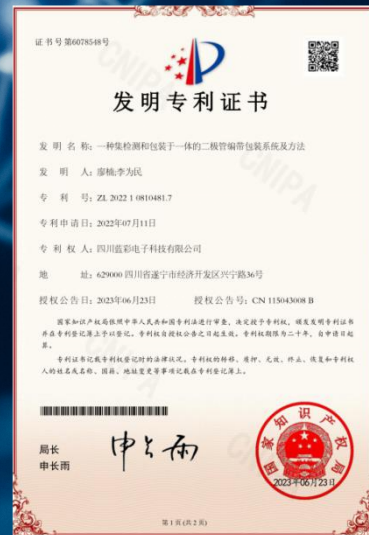 证书号第6078548号
发明专利证书
发 明 名 称：一种集检测和包装于一体的二极管编带包装系统及方法
发 明 人：廖楠;李为民
专 利 号：ZL 2022 1 0810481.7
专利申请日：2022年07月11日
专 利 权 人：四川蓝彩电子科技有限公司
地 址：629000 四川省遂宁市经济开发区兴宁路36号
授权公告日：2023年06月23日 授权公告号：CN 115043008 B
国家知识产权局依照中华人民共和国专利法进行审查，决定授予专利权，颁发发明专利证书
并在专利登记簿上予以登记。专利权自授权公告之日起生效。专利权期限为二十年，自申请日起
算。
专利证书记载专利权登记时的法律状况。专利权的转移、质押、无效、终止、恢复和专利权
人的姓名或名称、国籍、地址变更等事项记载在专利登记簿上。
局长
申长雨
申长雨
国家知识产权局
2023年06月23日
第 1 页 (共 2 页)
CNIPA
CNIPA
CNIPA